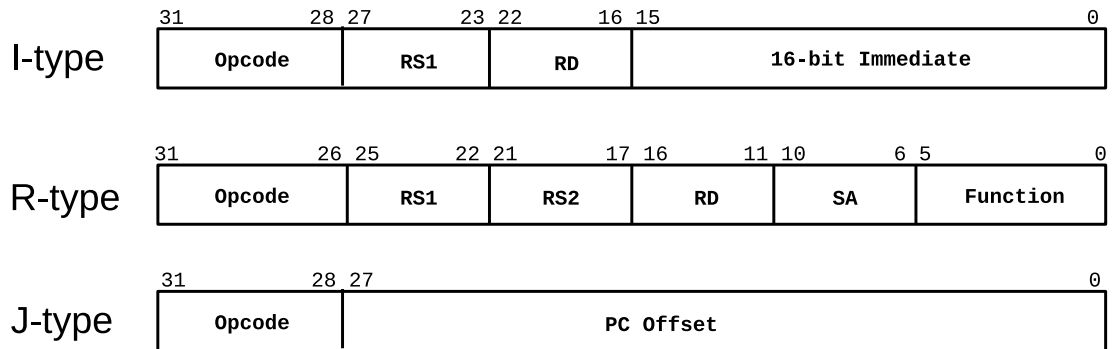 31 28 27 23 22 16 15 0
I-type Opcode RS1 RD 16-bit Immediate
31 26 25 22 21 17 16 11 10 6 5 0
R-type Opcode RS1 RS2 RD SA Function
31 28 27 0
J-type Opcode PC Offset